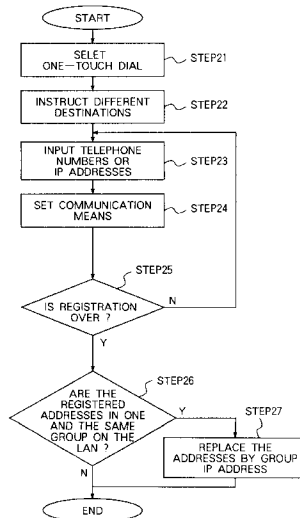 START
SELET
ONE-TOUCH DIAL
STEP21
INSTRUCT DIFFERENT
DESTINATIONS
STEP22
INPUT TELEPHONE
NUMBERS OR
IP ADDRESSES
STEP23
SET COMMUNICATION
MEANS
STEP24
STEP25
IS REGISTRATION
OVER ?
N
Y
STEP26
ARE THE
REGISTERED
ADDRESSES IN ONE
AND THE SAME
GROUP ON THE
LAN ?
Y
STEP27
REPLACE THE
ADDRESSES BY GROUP
IP ADDRESS
N
END